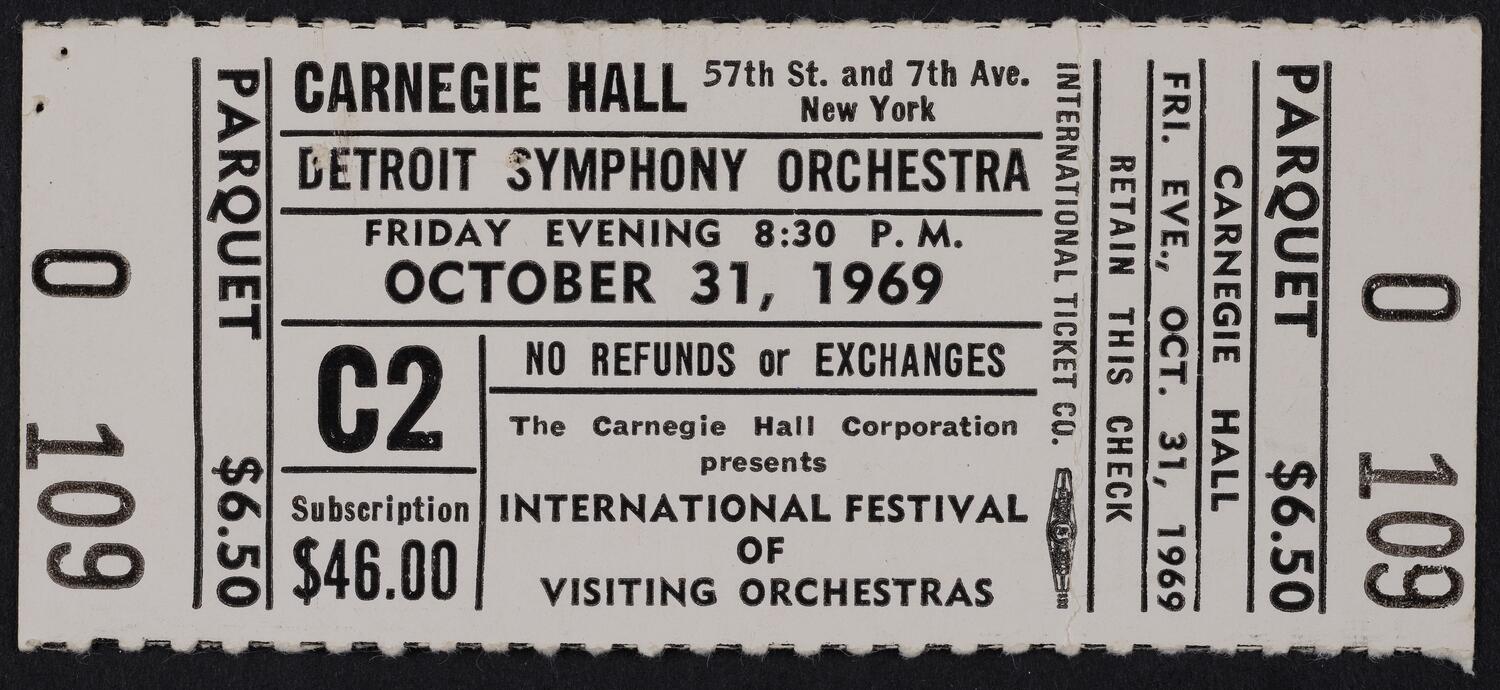 O 109
PARQUET $6.50
CARNEGIE HALL 57th St. and 7th Ave.
New York
DETROIT SYMPHONY ORCHESTRA
FRIDAY EVENING 8:30 P. M.
OCTOBER 31, 1969
C2
Subscription
$46.00
NO REFUNDS or EXCHANGES
The Carnegie Hall Corporation
presents
INTERNATIONAL FESTIVAL
OF
VISITING ORCHESTRAS
INTERNATIONAL TICKET CO.
RETAIN THIS CHECK
FRI. EVE., OCT. 31, 1969
CARNEGIE HALL
PARQUET $6.50
O 109